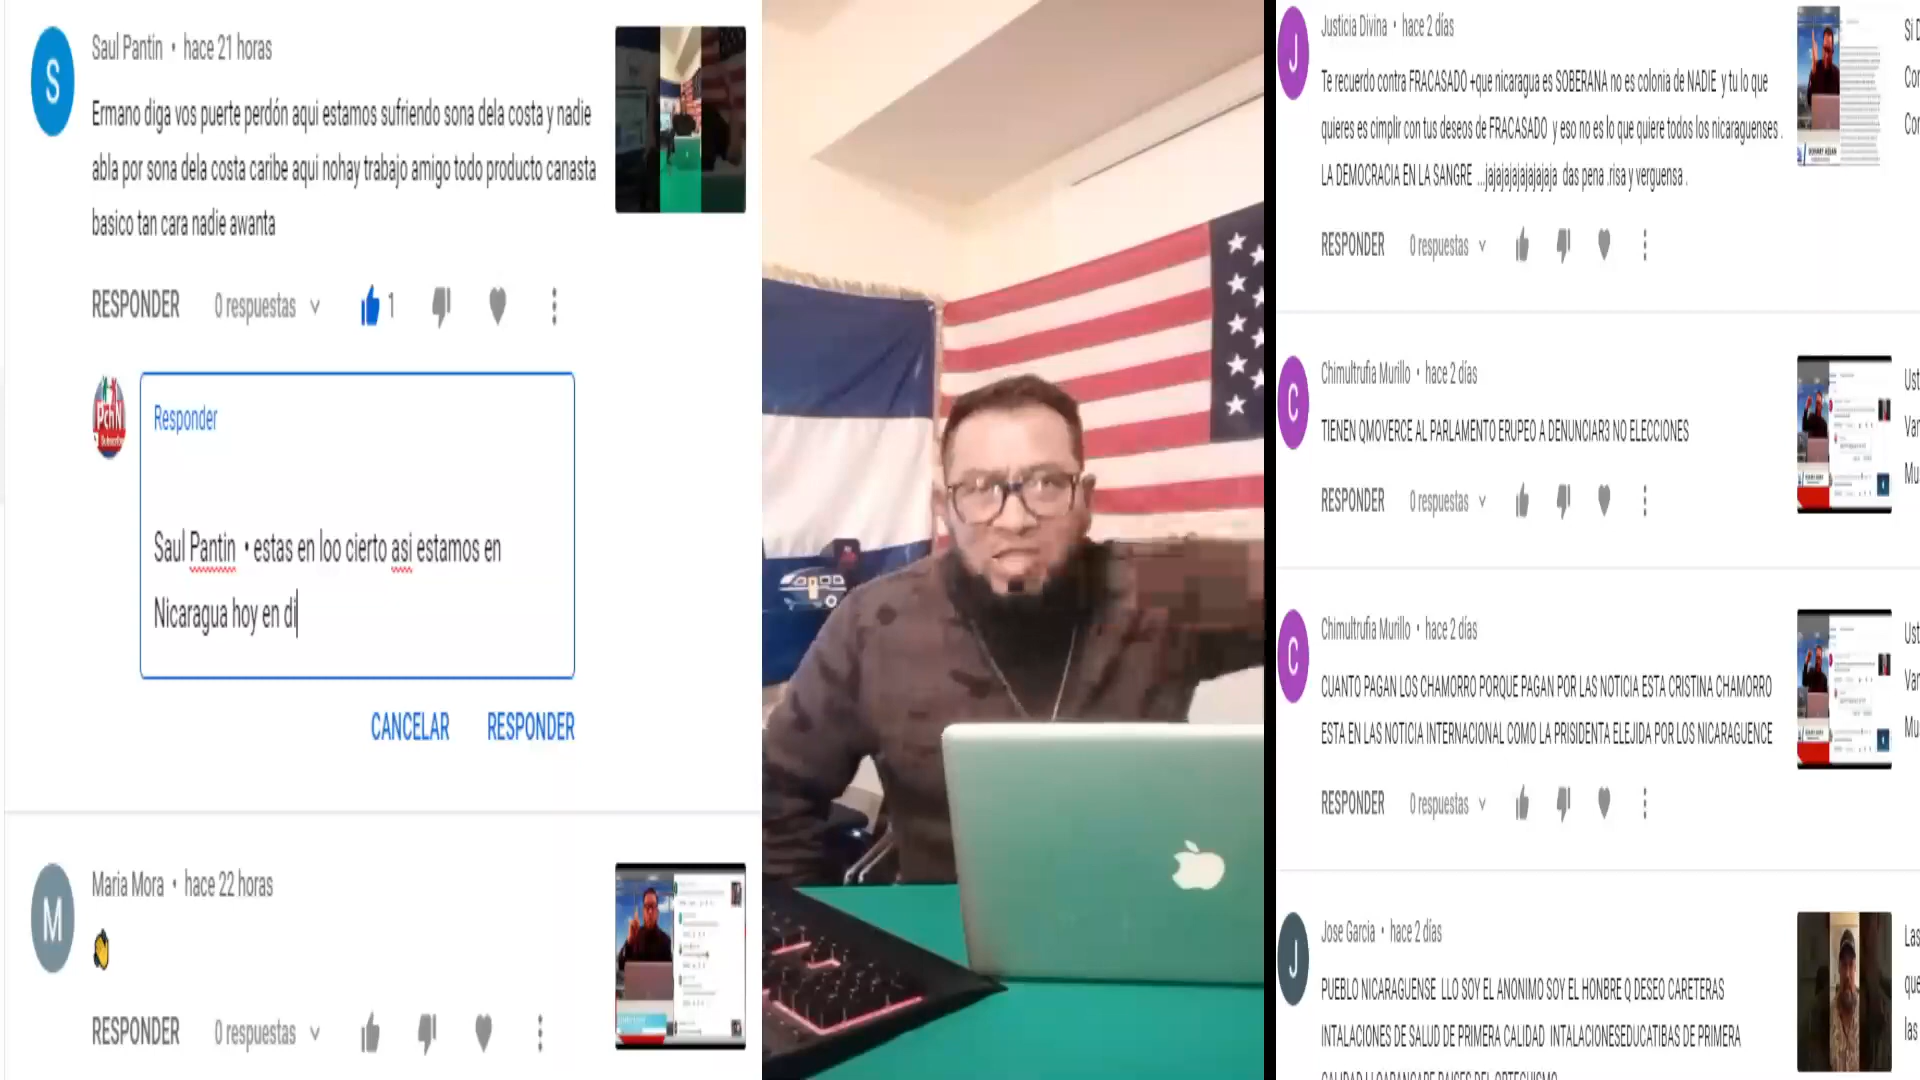 S
Saul Pantin • hace 21 horas
Ermano diga vos puerte perdón aqui estamos sufriendo sona dela costa y nadie
abla por sona dela costa caribe aqui nohay trabajo amigo todo producto canasta
basico tan cara nadie awanta
RESPONDER 0 respuestas 1
PchN
Responder
Saul Pantin • estas en loo cierto asi estamos en
Nicaragua hoy en di
CANCELAR RESPONDER
M
Maria Mora • hace 22 horas
RESPONDER 0 respuestas
J
Justicia Divina • hace 2 días
Te recuerdo contra FRACASADO +que nicaragua es SOBERANA no es colonia de NADIE y tu lo que
quieres es cimplir con tus deseos de FRACASADO y eso no es lo que quiere todos los nicaraguenses .
LA DEMOCRACIA EN LA SANGRE ...jajajajajajajajaja das pena .risa y verguensa .
RESPONDER 0 respuestas
C
Chimultrufia Murillo • hace 2 días
TIENEN QMOVERCE AL PARLAMENTO ERUPEO A DENUNCIAR3 NO ELECCIONES
RESPONDER 0 respuestas
C
Chimultrufia Murillo • hace 2 días
CUANTO PAGAN LOS CHAMORRO PORQUE PAGAN POR LAS NOTICIA ESTA CRISTINA CHAMORRO
ESTA EN LAS NOTICIA INTERNACIONAL COMO LA PRISIDENTA ELEJIDA POR LOS NICARAGUENCE
RESPONDER 0 respuestas
J
Jose Garcia • hace 2 días
PUEBLO NICARAGUENSE LLO SOY EL ANONIMO SOY EL HONBRE Q DESEO CARETERAS
INTALACIONES DE SALUD DE PRIMERA CALIDAD INTALACIONESEDUCATIBAS DE PRIMERA
Las
que
las